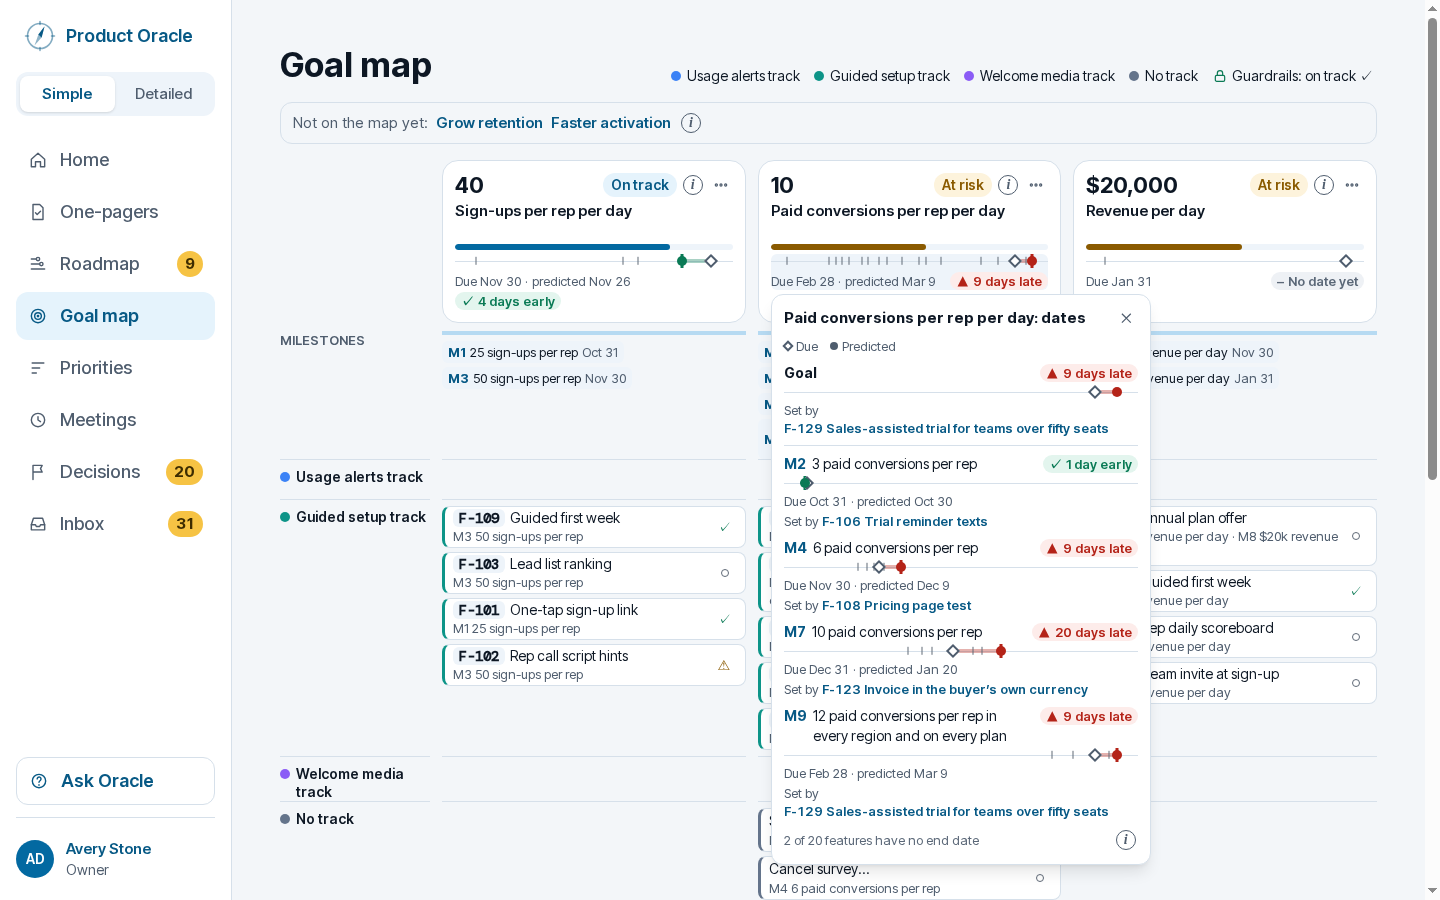 Product Oracle
Simple
Detailed
Home
One-pagers
Roadmap
9
Goal map
Priorities
Meetings
Decisions
20
Inbox
31
Ask Oracle
AD
Avery Stone
Owner
Goal map
Usage alerts track
Guided setup track
Welcome media track
No track
Guardrails: on track ✓
Not on the map yet: Grow retention Faster activation i
40
On track
i
Sign-ups per rep per day
Due Nov 30 · predicted Nov 26
✓ 4 days early
10
At risk
i
Paid conversions per rep per day
Due Feb 28 · predicted Mar 9
▲ 9 days late
$20,000
At risk
i
Revenue per day
Due Jan 31
– No date yet
MILESTONES
M1 25 sign-ups per rep Oct 31
M3 50 sign-ups per rep Nov 30
enue per day Nov 30
venue per day Jan 31
Usage alerts track
Guided setup track
F-109 Guided first week
M3 50 sign-ups per rep
✓
F-103 Lead list ranking
M3 50 sign-ups per rep
F-101 One-tap sign-up link
M1 25 sign-ups per rep
✓
F-102 Rep call script hints
M3 50 sign-ups per rep
⚠
nnual plan offer
venue per day · M8 $20k revenue
uided first week
venue per day
✓
ep daily scoreboard
venue per day
eam invite at sign-up
venue per day
Welcome media
track
No track
Cancel survey…
M4 6 paid conversions per rep
Paid conversions per rep per day: dates
Due
Predicted
Goal
▲ 9 days late
Set by
F-129 Sales-assisted trial for teams over fifty seats
M2 3 paid conversions per rep
✓ 1 day early
Due Oct 31 · predicted Oct 30
Set by F-106 Trial reminder texts
M4 6 paid conversions per rep
▲ 9 days late
Due Nov 30 · predicted Dec 9
Set by F-108 Pricing page test
M7 10 paid conversions per rep
▲ 20 days late
Due Dec 31 · predicted Jan 20
Set by F-123 Invoice in the buyer’s own currency
M9 12 paid conversions per rep in
every region and on every plan
▲ 9 days late
Due Feb 28 · predicted Mar 9
Set by
F-129 Sales-assisted trial for teams over fifty seats
2 of 20 features have no end date
i